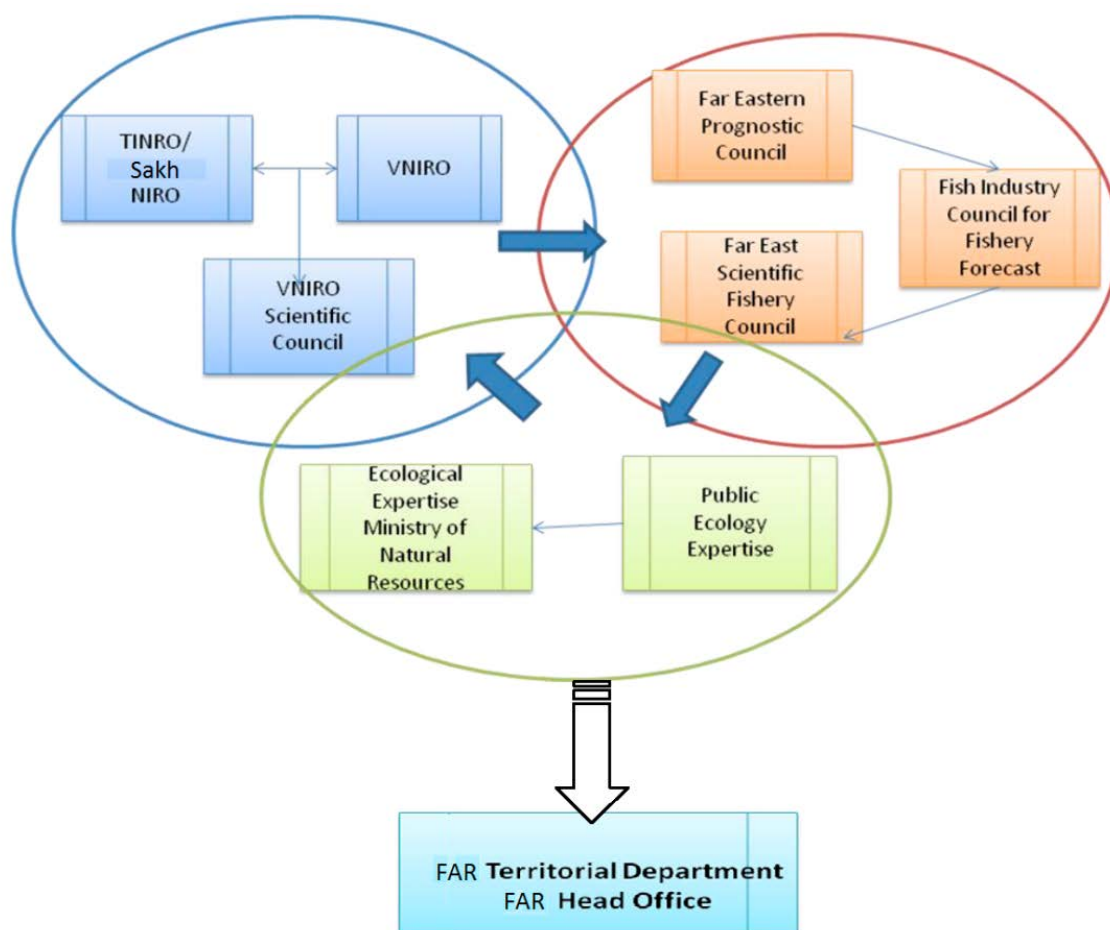 TINRO/
Sakh
NIRO
VNIRO
VNIRO
Scientific
Council
Far Eastern
Prognostic
Council
Fish Industry
Council for
Fishery
Forecast
Far East
Scientific
Fishery
Council
Ecological
Expertise
Ministry of
Natural
Resources
Public
Ecology
Expertise
FAR Territorial Department
FAR Head Office